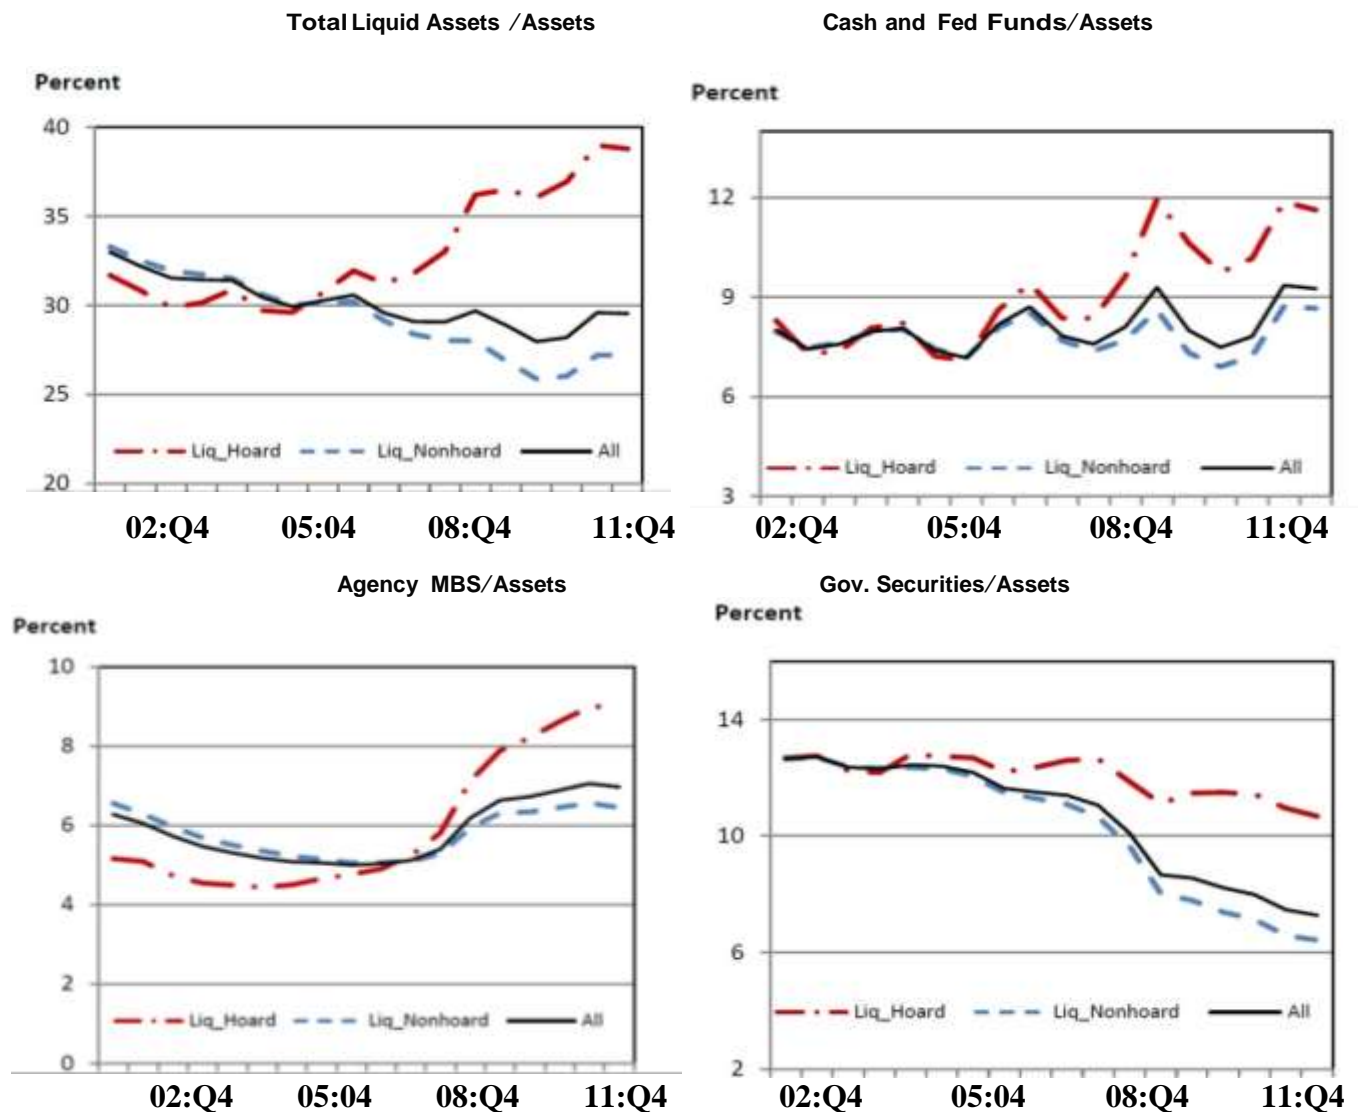 Total Liquid Assets /Assets
Percent
40
35
30
25
20
Liq_Hoard Liq_Nonhoard All
02:Q4 05:04 08:Q4 11:Q4
Cash and Fed Funds/Assets
Percent
12
9
6
3
Liq_Hoard Liq_Nonhoard All
02:Q4 05:04 08:Q4 11:Q4
Agency MBS/Assets
Percent
10
8
6
4
2
0
Liq_Hoard Liq_Nonhoard All
02:Q4 05:04 08:Q4 11:Q4
Gov. Securities/Assets
Percent
14
10
6
2
Liq_Hoard Liq_Nonhoard All
02:Q4 05:04 08:Q4 11:Q4